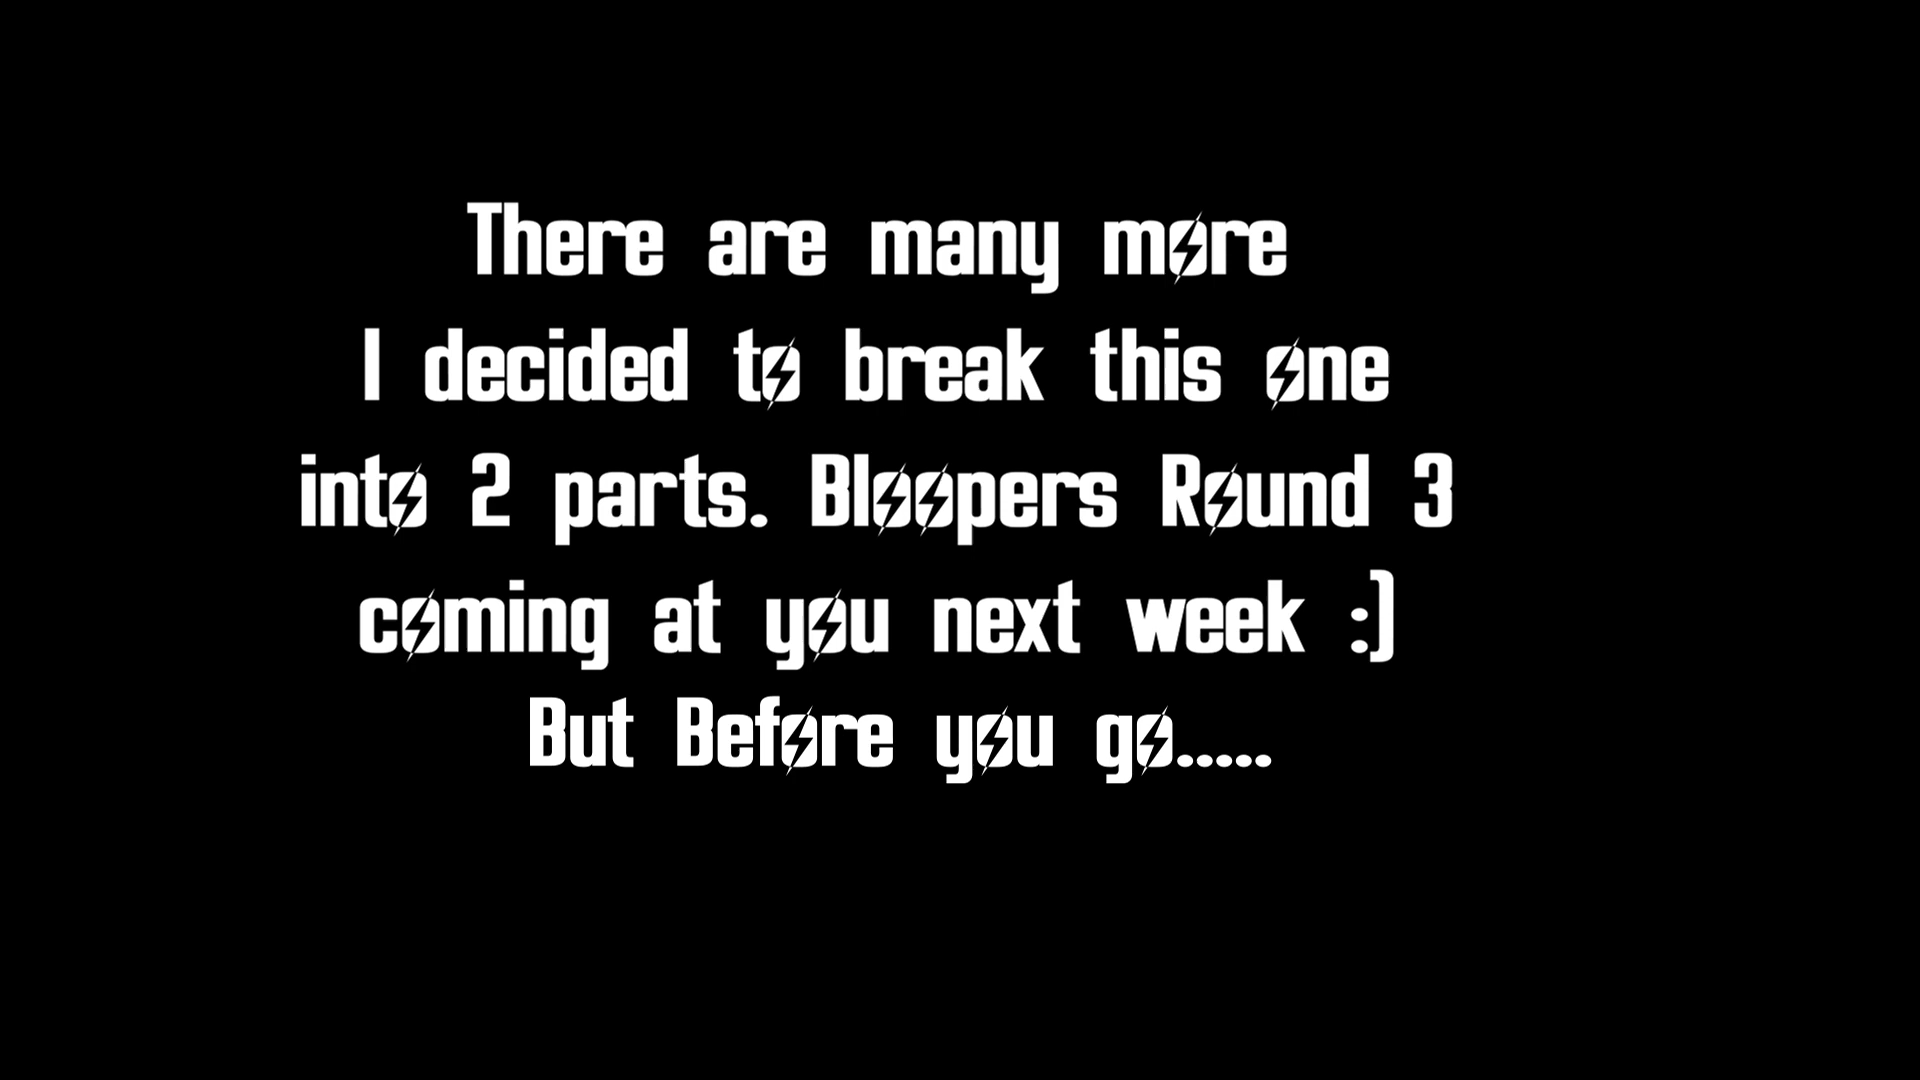 There are many more
I decided to break this one
into 2 parts. Bloopers Round 3
coming at you next week :)
But Before you go.....